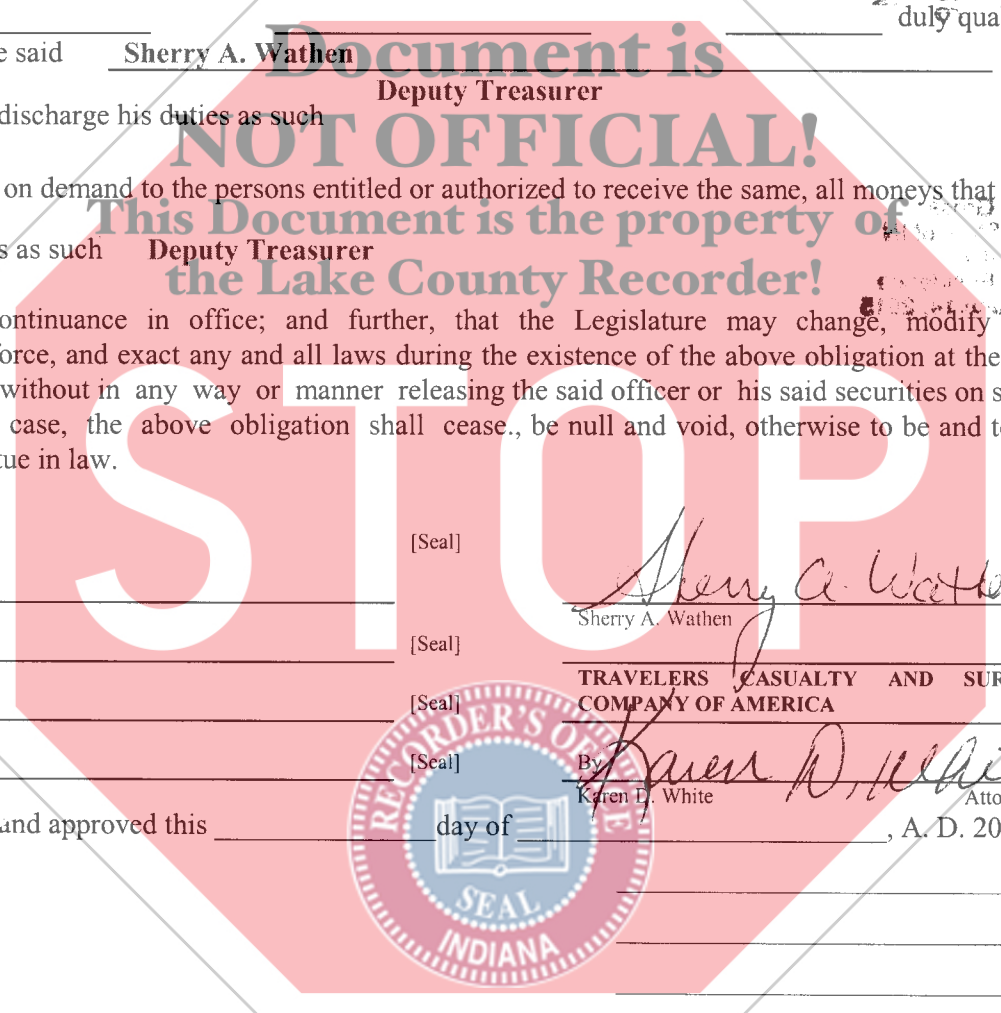 duly qua
e said Sherry A. Wathen
Document is
Deputy Treasurer
discharge his duties as such
NOT OFFICIAL!
on demand to the persons entitled or authorized to receive the same, all moneys that
This Document is the property of
s as such Deputy Treasurer
the Lake County Recorder!
ontinuance in office; and further, that the Legislature may change, modify
orce, and exact any and all laws during the existence of the above obligation at the
without in any way or manner releasing the said officer or his said securities on s
case, the above obligation shall cease., be null and void, otherwise to be and t
tue in law.
STOP
[Seal]
Sherry A. Wathe
Sherry A. Wathen
[Seal]
TRAVELERS CASUALTY AND SUR
[Seal] COMPANY OF AMERICA
[Seal] By Karen D. Whi
Karen D. White Atto
and approved this day of , A. D. 20
RECORDER'S OFFICE
SEAL
INDIANA